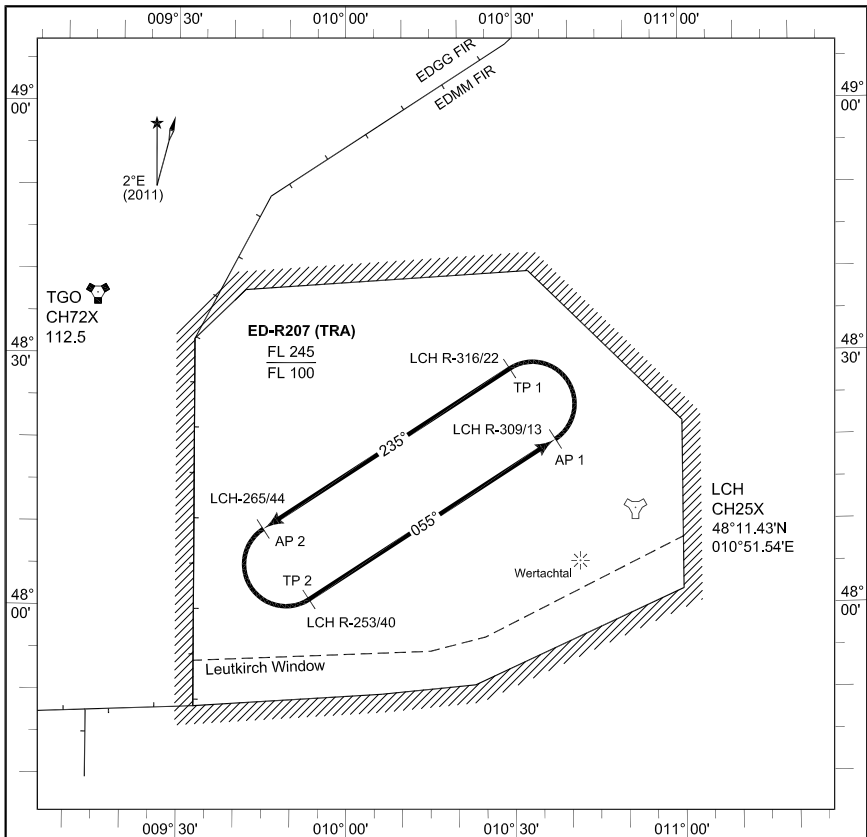 009° 30'
010° 00'
010° 30'
011° 00'
EDGG FIR
EDMM FIR
49°
00'
49°
00'
2°E
(2011)
TGO
CH72X
112.5
48°
30'
48°
30'
ED-R207 (TRA)
FL 245
FL 100
LCH R-316/22
TP 1
LCH R-309/13
AP 1
235°
LCH-265/44
AP 2
055°
LCH
CH25X
48°11.43'N
010°51.54'E
Wertachtal
TP 2
LCH R-253/40
48°
00'
48°
00'
Leutkirch Window
009° 30'
010° 00'
010° 30'
011° 00'